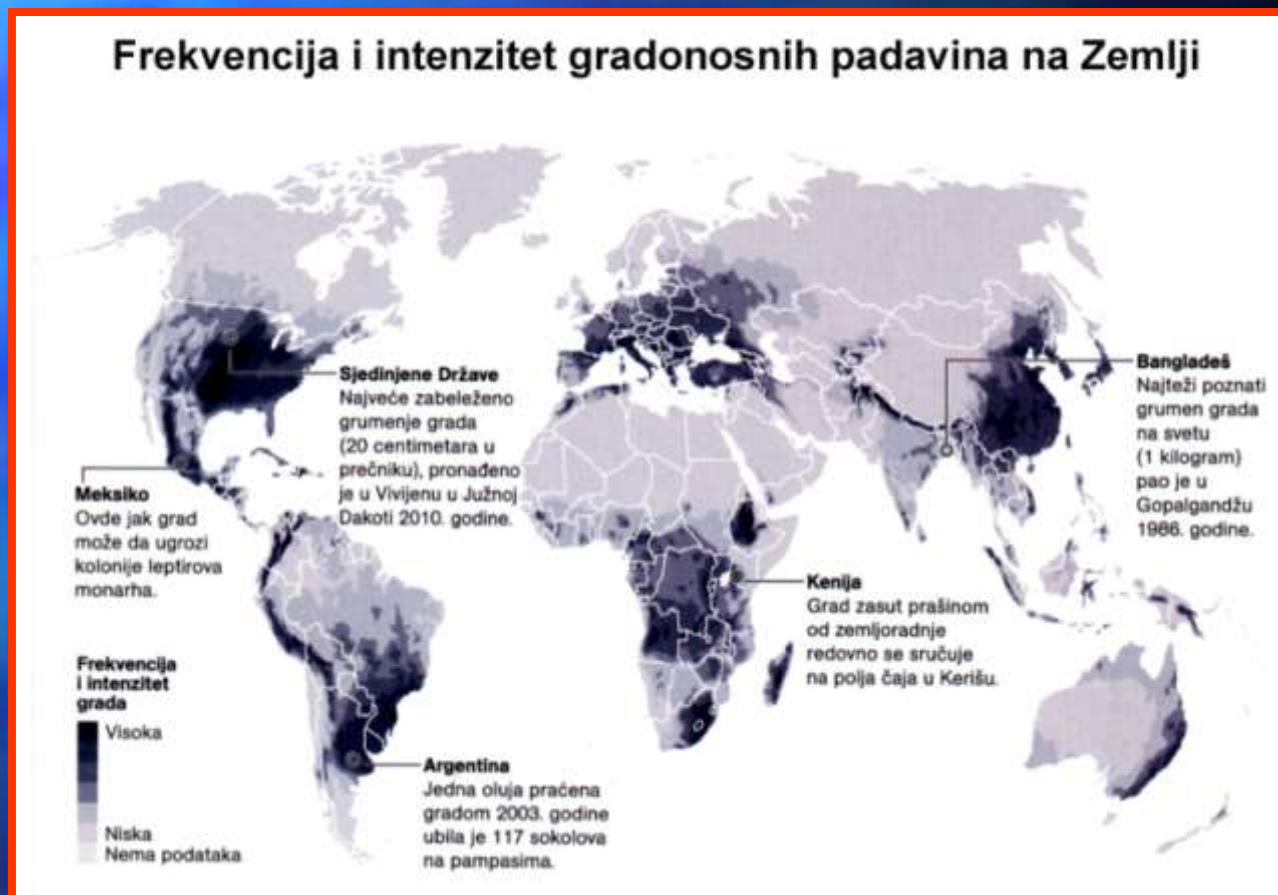 Frekvencija i intenzitet gradonosnih padavina na Zemlji
Sjedinjene Države
Najveće zabeleženo
grumenje grada
(20 centimetara u
prečniku), pronađeno
je u Vivijenu u Južnoj
Dakoti 2010. godine.
Bangladeš
Najteži poznati
grumen grada
na svetu
(1 kilogram)
pao je u
Gopalgandžu
1986. godine.
Meksiko
Ovde jak grad
može da ugrozi
kolonije leptirova
monarha.
Kenija
Grad zasut prašinom
od zemljoradnje
redovno se sručuje
na polja čaja u Kerišu.
Frekvencija
i intenzitet
grada
Visoka
Niska
Nema podataka
Argentina
Jedna oluja praćena
gradom 2003. godine
ubila je 117 sokolova
na pampasima.